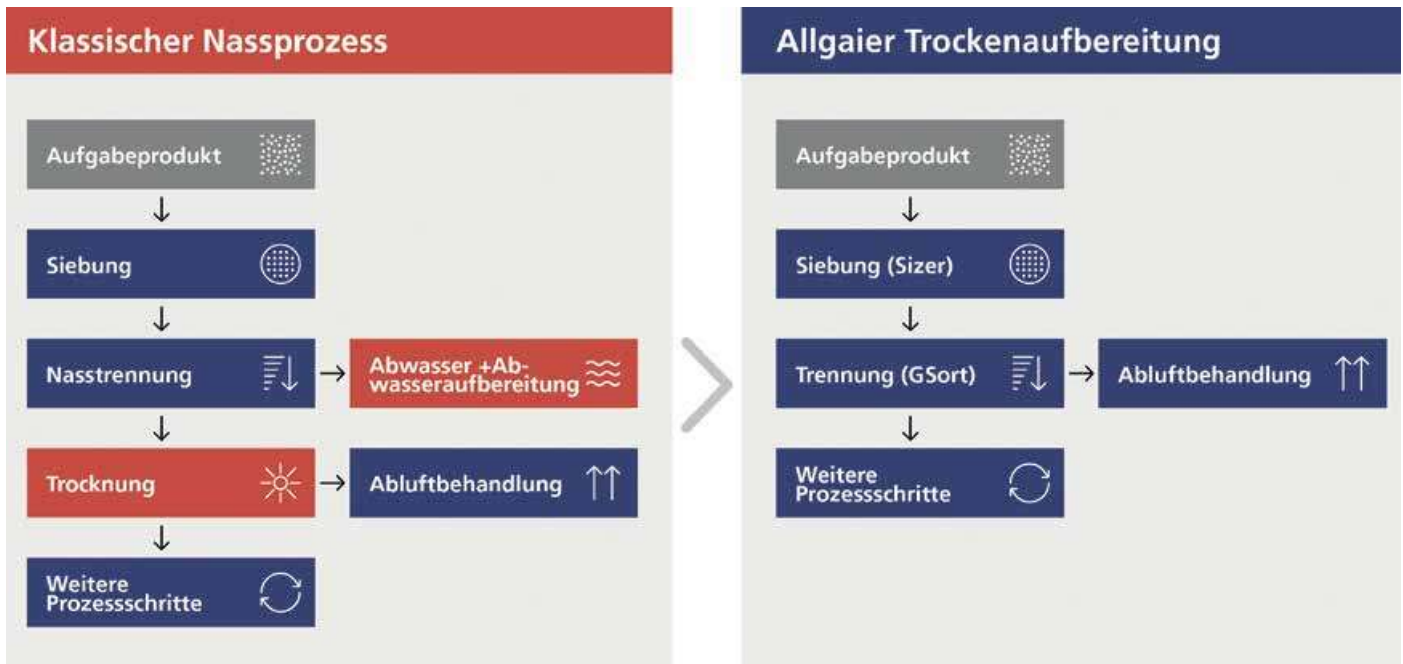 Klassischer Nassprozess
Aufgabeprodukt
Siebung
Nasstrennung
Abwasser +Ab-
wasseraufbereitung
Trocknung
Abluftbehandlung
Weitere
Prozessschritte
Allgaier Trockenaufbereitung
Aufgabeprodukt
Siebung (Sizer)
Trennung (GSort)
Abluftbehandlung
Weitere
Prozessschritte